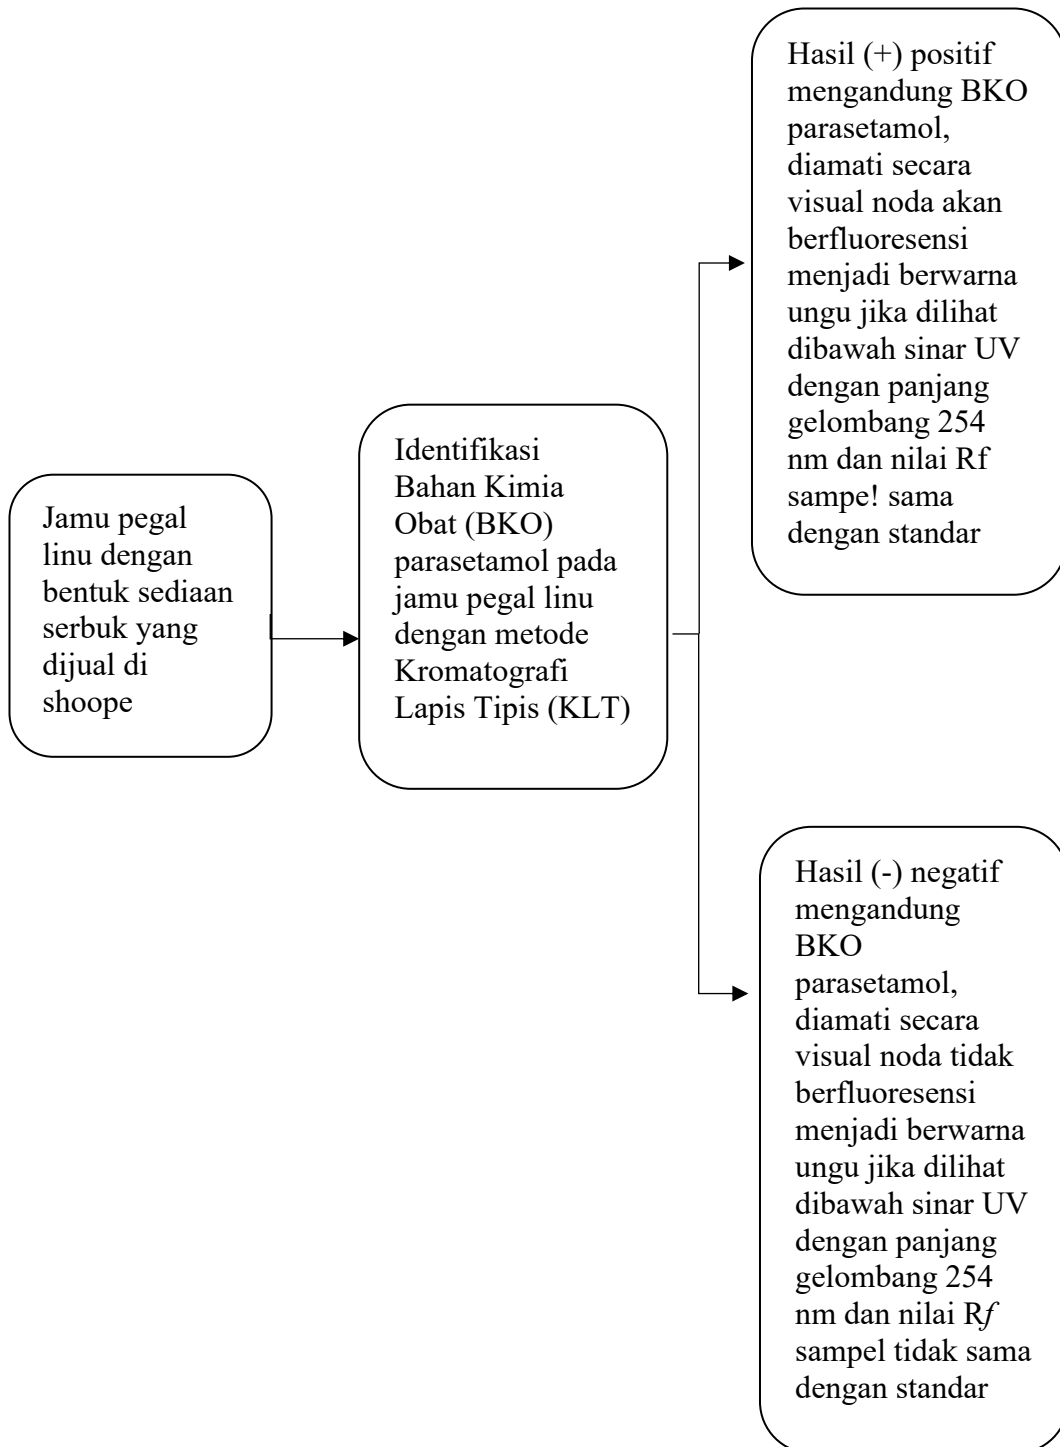 Jamu pegal
linu dengan
bentuk sediaan
serbuk yang
dijual di
shoope
Identifikasi
Bahan Kimia
Obat (BKO)
parasetamol pada
jamu pegal linu
dengan metode
Kromatografi
Lapis Tipis (KLT)
Hasil (+) positif
mengandung BKO
parasetamol,
diamati secara
visual noda akan
berfluoresensi
menjadi berwarna
ungu jika dilihat
dibawah sinar UV
dengan panjang
gelombang 254
nm dan nilai Rf
sampe! sama
dengan standar
Hasil (-) negatif
mengandung
BKO
parasetamol,
diamati secara
visual noda tidak
berfluoresensi
menjadi berwarna
ungu jika dilihat
dibawah sinar UV
dengan panjang
gelombang 254
nm dan nilai Rf
sampel tidak sama
dengan standar